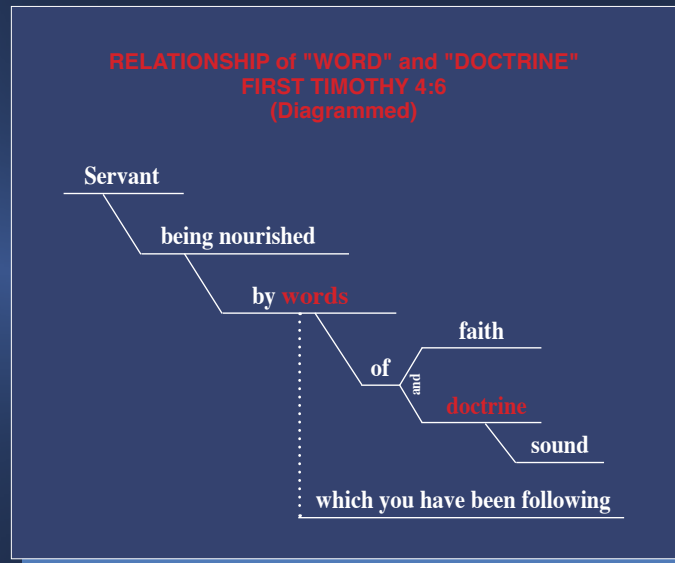 RELATIONSHIP of "WORD" and "DOCTRINE"
FIRST TIMOTHY 4:6
(Diagrammed)
Servant
being nourished
by words
of
and
faith
doctrine
sound
which you have been following